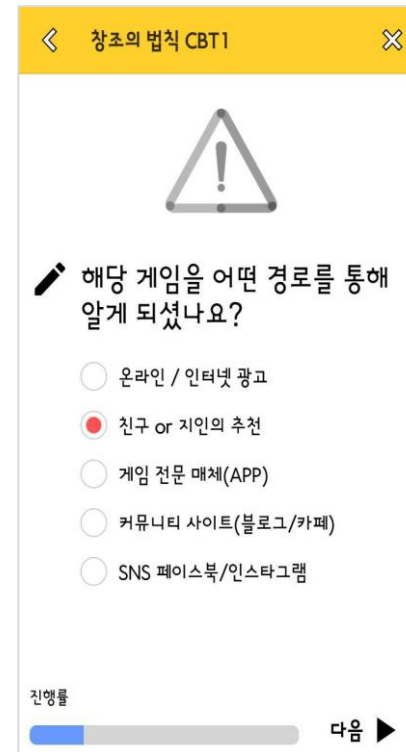 창조의 법칙 CBT1
해당 게임을 어떤 경로를 통해
알게 되셨나요?
온라인 / 인터넷 광고
친구 or 지인의 추천
게임 전문 매체(APP)
커뮤니티 사이트(블로그/카페)
SNS 페이스북/인스타그램
진행률
다음